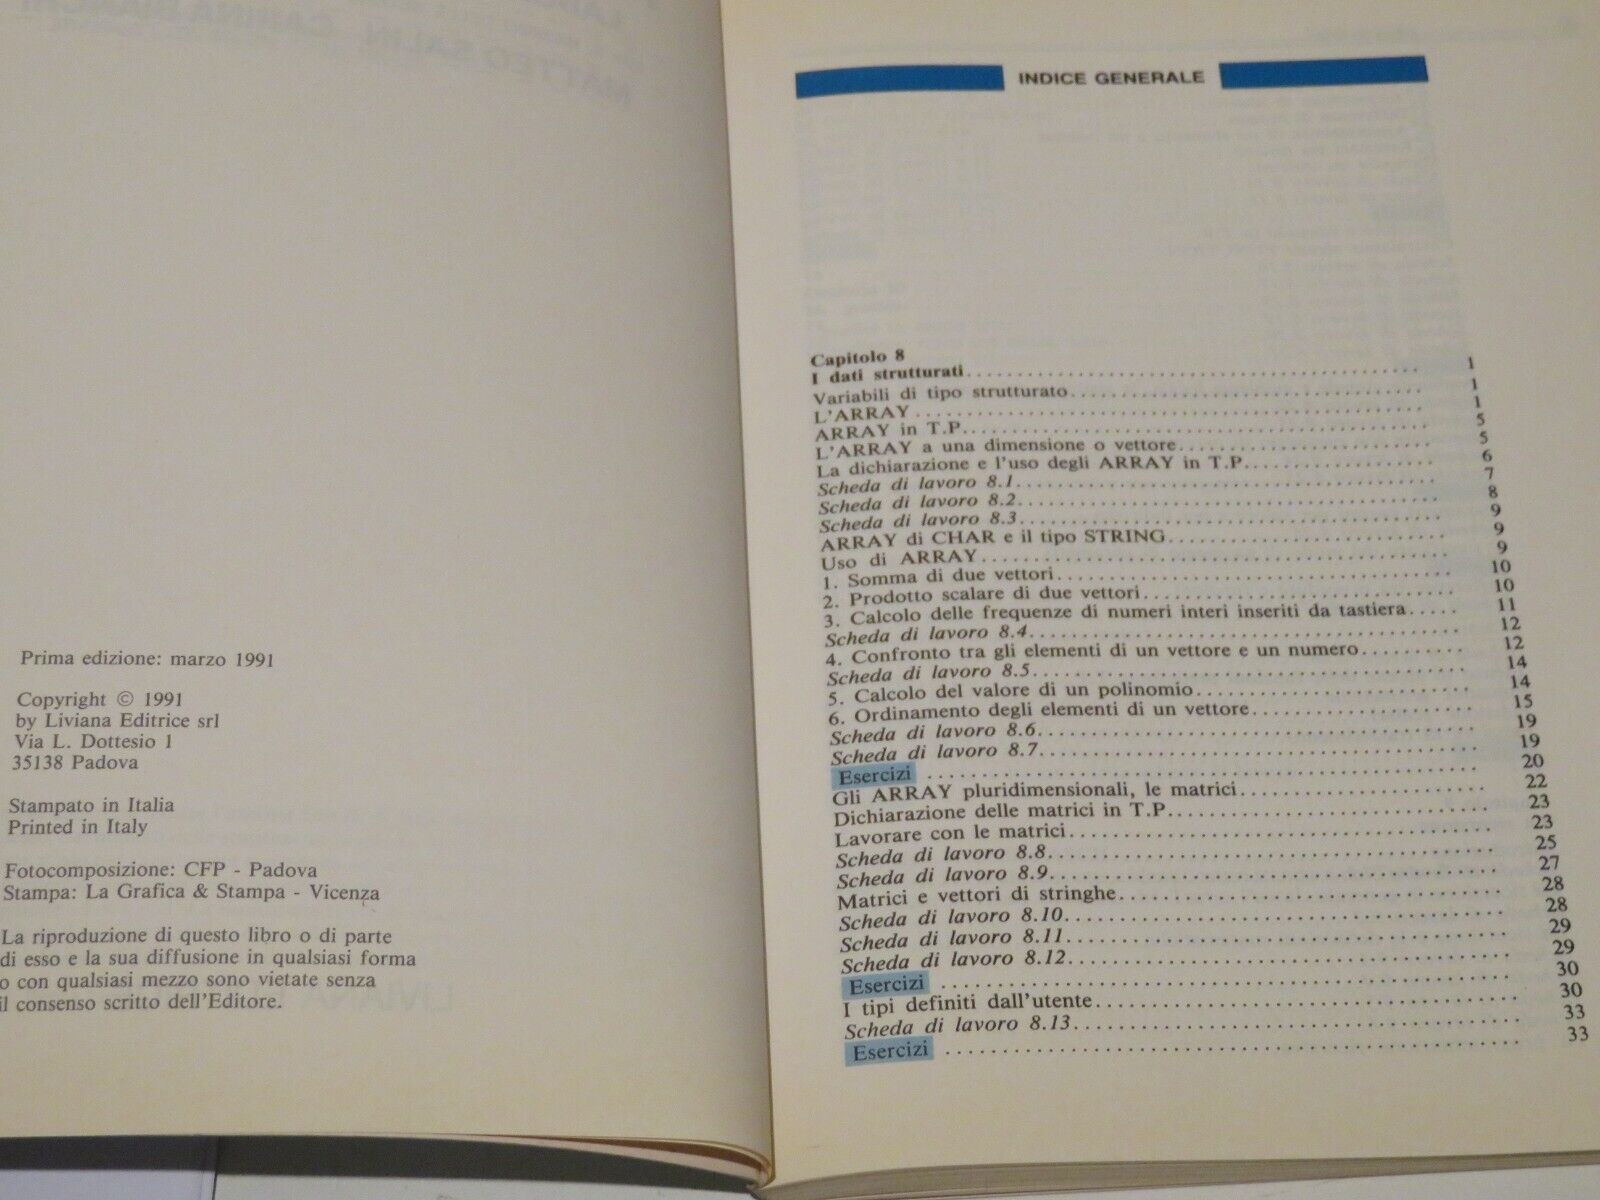 Prima edizione: marzo 1991
Copyright © 1991
by Liviana Editrice srl
Via L. Dottesio 1
35138 Padova
Stampato in Italia
Printed in Italy
Fotocomposizione: CFP - Padova
Stampa: La Grafica & Stampa - Vicenza
La riproduzione di questo libro o di parte
di esso e la sua diffusione in qualsiasi forma
o con qualsiasi mezzo sono vietate senza
il consenso scritto dell'Editore.
INDICE GENERALE
Capitolo 8
I dati strutturati ........ 1
Variabili di tipo strutturato ........ 1
L'ARRAY ........ 1
ARRAY in T.P. ........ 5
L'ARRAY a una dimensione o vettore ........ 5
La dichiarazione e l'uso degli ARRAY in T.P. ........ 6
Scheda di lavoro 8.1 ........ 7
Scheda di lavoro 8.2 ........ 8
Scheda di lavoro 8.3 ........ 9
ARRAY di CHAR e il tipo STRING ........ 9
Uso di ARRAY ........ 9
1. Somma di due vettori ........ 10
2. Prodotto scalare di due vettori ........ 10
3. Calcolo delle frequenze di numeri interi inseriti da tastiera ..... 11
Scheda di lavoro 8.4 ........ 12
4. Confronto tra gli elementi di un vettore e un numero ........ 12
Scheda di lavoro 8.5 ........ 14
5. Calcolo del valore di un polinomio ........ 14
6. Ordinamento degli elementi di un vettore ........ 15
Scheda di lavoro 8.6 ........ 19
Scheda di lavoro 8.7 ........ 19
Esercizi ........ 20
Gli ARRAY pluridimensionali, le matrici ........ 22
Dichiarazione delle matrici in T.P. ........ 23
Lavorare con le matrici ........ 23
Scheda di lavoro 8.8 ........ 25
Scheda di lavoro 8.9 ........ 27
Matrici e vettori di stringhe ........ 28
Scheda di lavoro 8.10 ........ 28
Scheda di lavoro 8.11 ........ 29
Scheda di lavoro 8.12 ........ 29
Esercizi ........ 30
I tipi definiti dall'utente ........ 30
Scheda di lavoro 8.13 ........ 33
Esercizi ........ 33